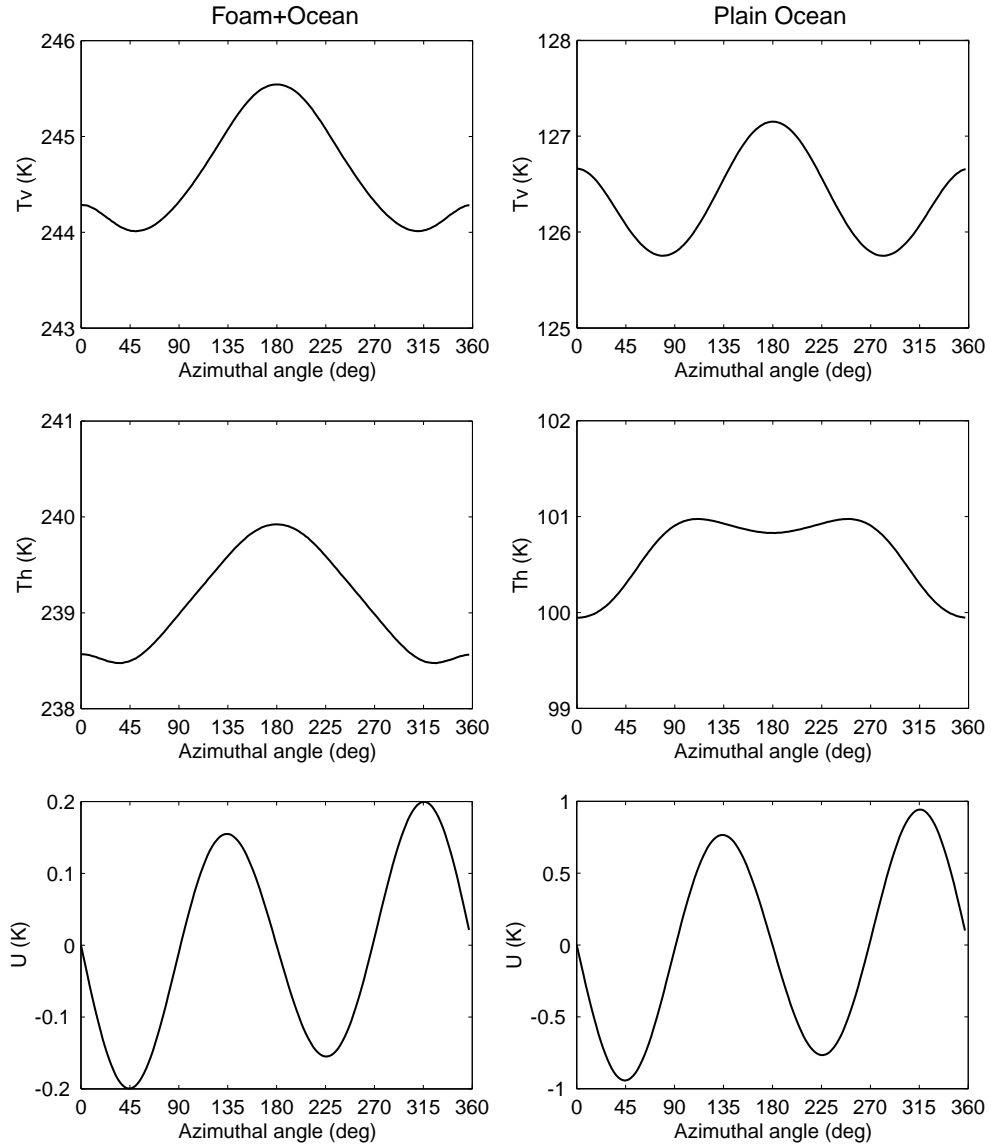 Foam+Ocean
246
245
244
243
Tv (K)
0 45 90 135 180 225 270 315 360
Azimuthal angle (deg)
Plain Ocean
128
127
126
125
Tv (K)
0 45 90 135 180 225 270 315 360
Azimuthal angle (deg)
241
240
239
238
Th (K)
0 45 90 135 180 225 270 315 360
Azimuthal angle (deg)
102
101
100
99
Th (K)
0 45 90 135 180 225 270 315 360
Azimuthal angle (deg)
0.2
0.1
0
-0.1
-0.2
U (K)
0 45 90 135 180 225 270 315 360
Azimuthal angle (deg)
1
0.5
0
-0.5
-1
U (K)
0 45 90 135 180 225 270 315 360
Azimuthal angle (deg)